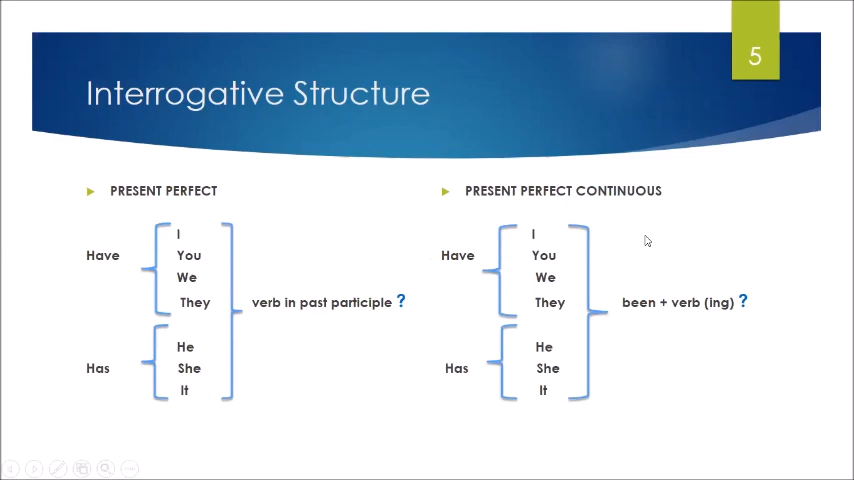 5
Interrogative Structure
PRESENT PERFECT
I
Have
You
We
They
verb in past participle ?
He
Has
She
It
PRESENT PERFECT CONTINUOUS
I
Have
You
We
They
been + verb (ing) ?
He
Has
She
It